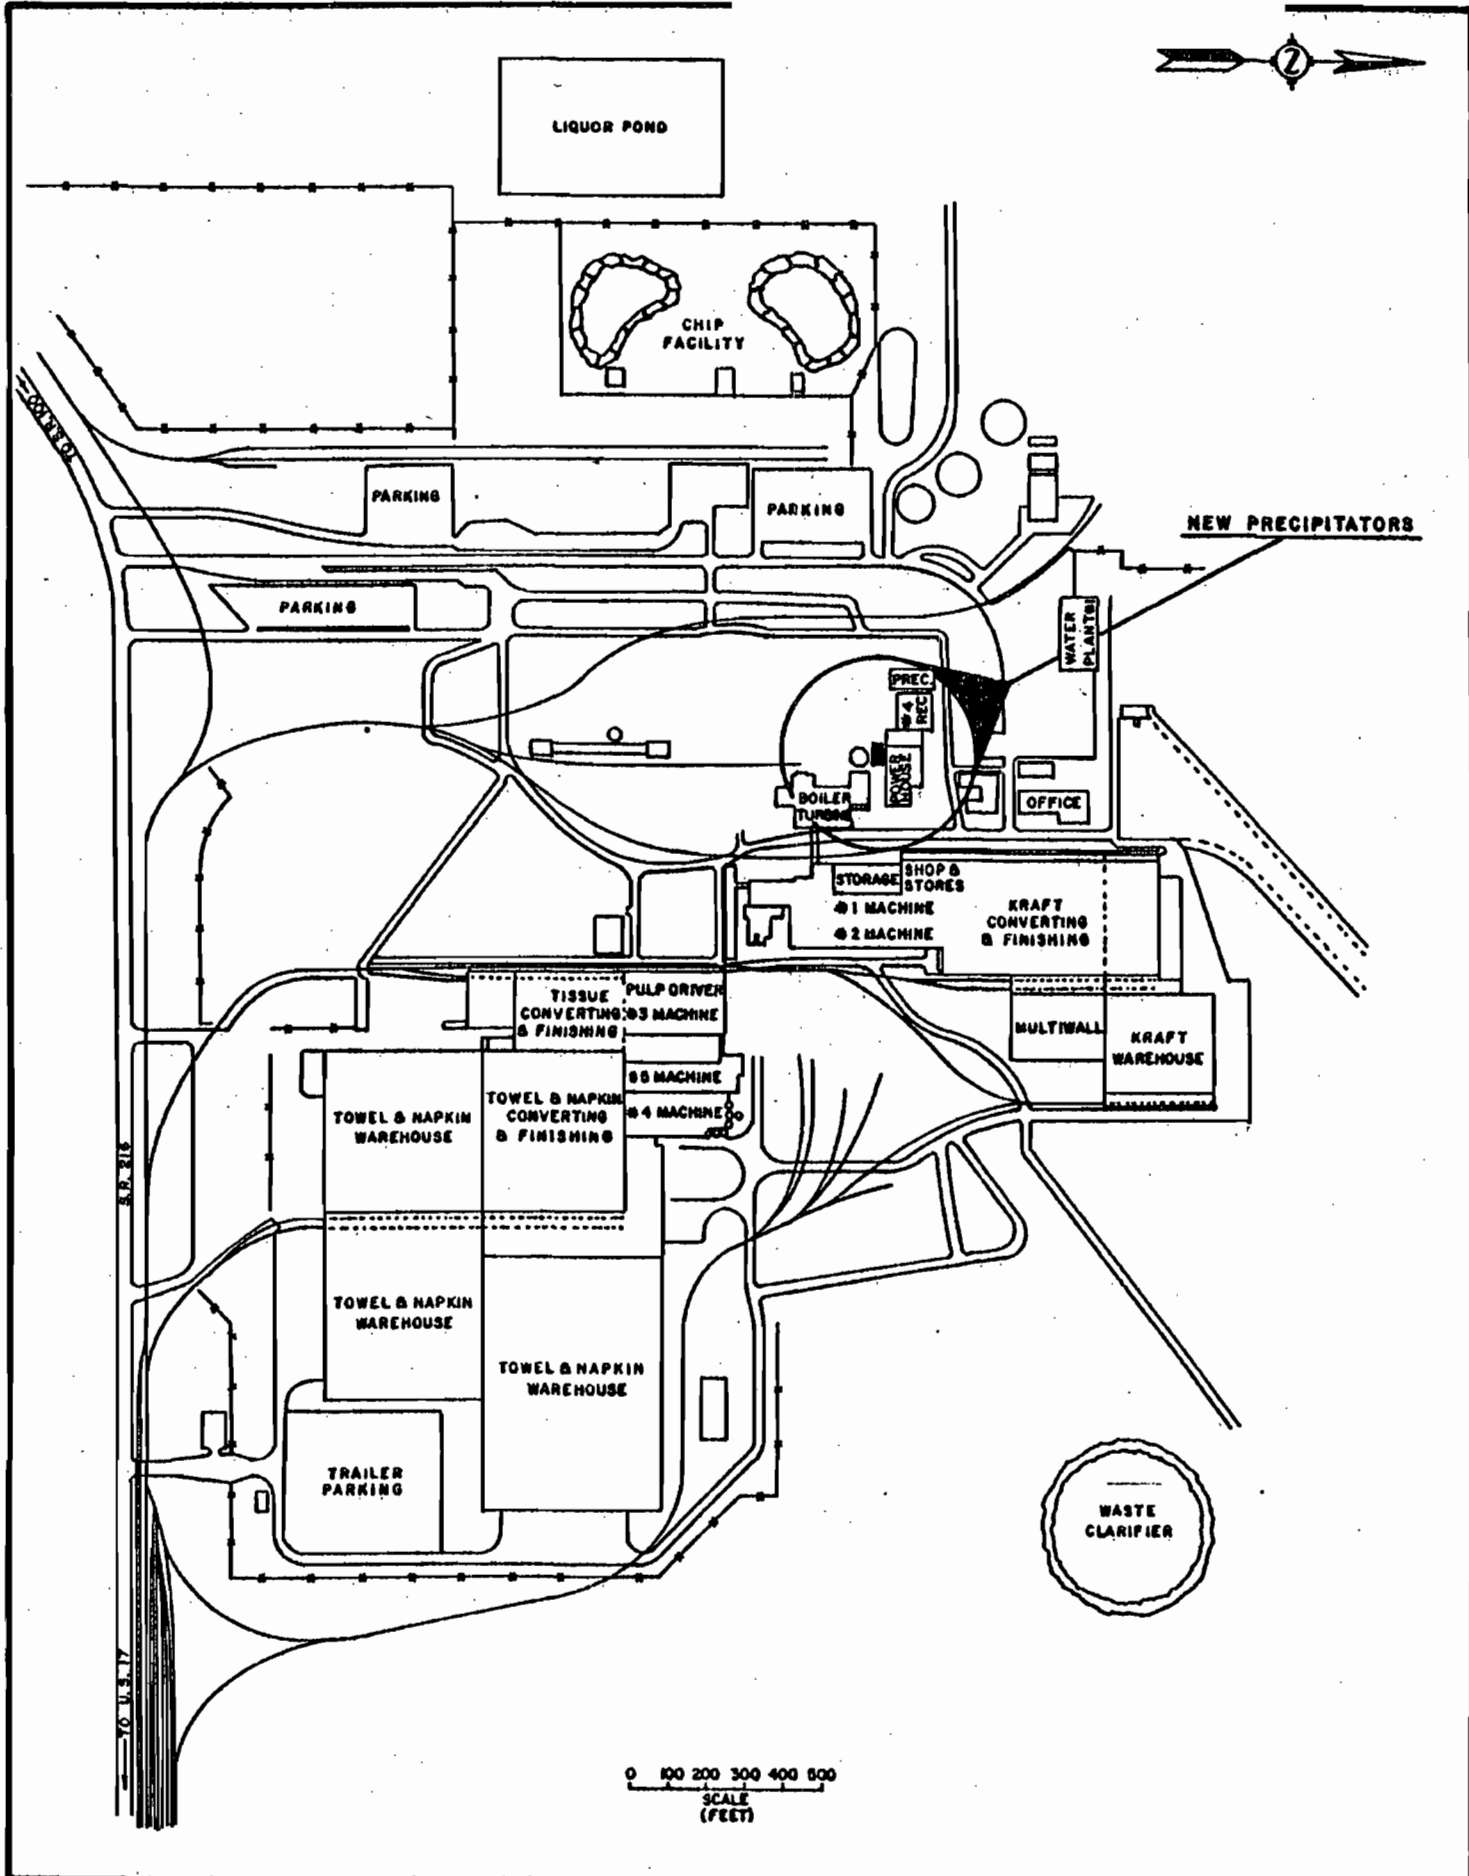 LIQUOR POND
CHIP
FACILITY
TO S.R. 100
PARKING
PARKING
NEW PRECIPITATORS
PARKING
WATER
PLANT(S)
PREC.
#4
REC
POWER
HOUSE
BOILER
TURBINE
OFFICE
STORAGE
SHOP &
STORES
#1 MACHINE
#2 MACHINE
KRAFT
CONVERTING
& FINISHING
TISSUE
CONVERTING
& FINISHING
PULP DRIVER
#3 MACHINE
MULTIWALL
KRAFT
WAREHOUSE
#5 MACHINE
#4 MACHINE
TOWEL & NAPKIN
WAREHOUSE
TOWEL & NAPKIN
CONVERTING
& FINISHING
S.R. 216
TOWEL & NAPKIN
WAREHOUSE
TOWEL & NAPKIN
WAREHOUSE
TRAILER
PARKING
WASTE
CLARIFIER
TO U.S. 17
0 100 200 300 400 500
SCALE
(FEET)